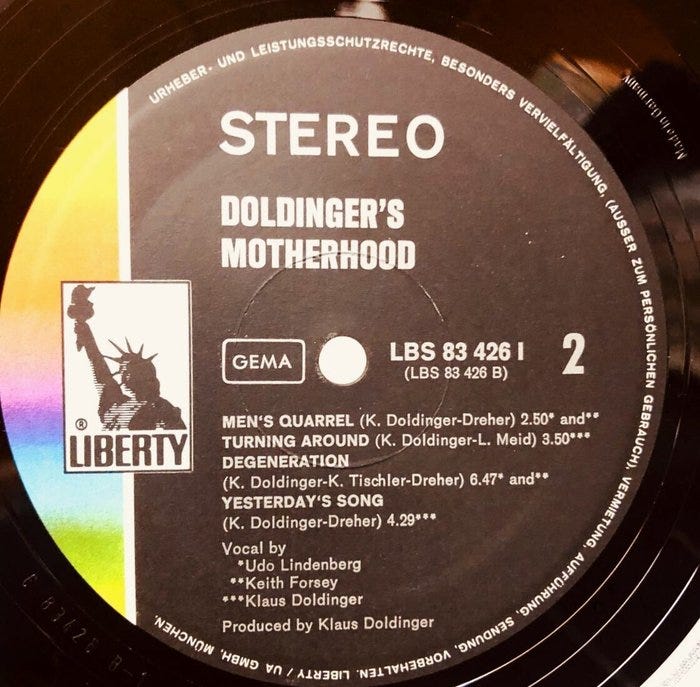 URHEBER- UND LEISTUNGSSCHUTZRECHTE, BESONDERS VERVIELFÄLTIGUNG, (AUSSER ZUM PERSÖNLICHEN GEBRAUCH), VERMIETUNG, AUFFÜHRUNG, SENDUNG, VORBEHALTEN. LIBERTY / UA GMBH, MÜNCHEN.
STEREO
DOLDINGER'S
MOTHERHOOD
GEMA
LBS 83 426 I
2
(LBS 83 426 B)
® LIBERTY
MEN'S QUARREL (K. Doldinger-Dreher) 2.50* and**
TURNING AROUND (K. Doldinger-L. Meid) 3.50***
DEGENERATION
(K. Doldinger-K. Tischler-Dreher) 6.47* and**
YESTERDAY'S SONG
(K. Doldinger-Dreher) 4.29***
Vocal by
*Udo Lindenberg
**Keith Forsey
***Klaus Doldinger
Produced by Klaus Doldinger